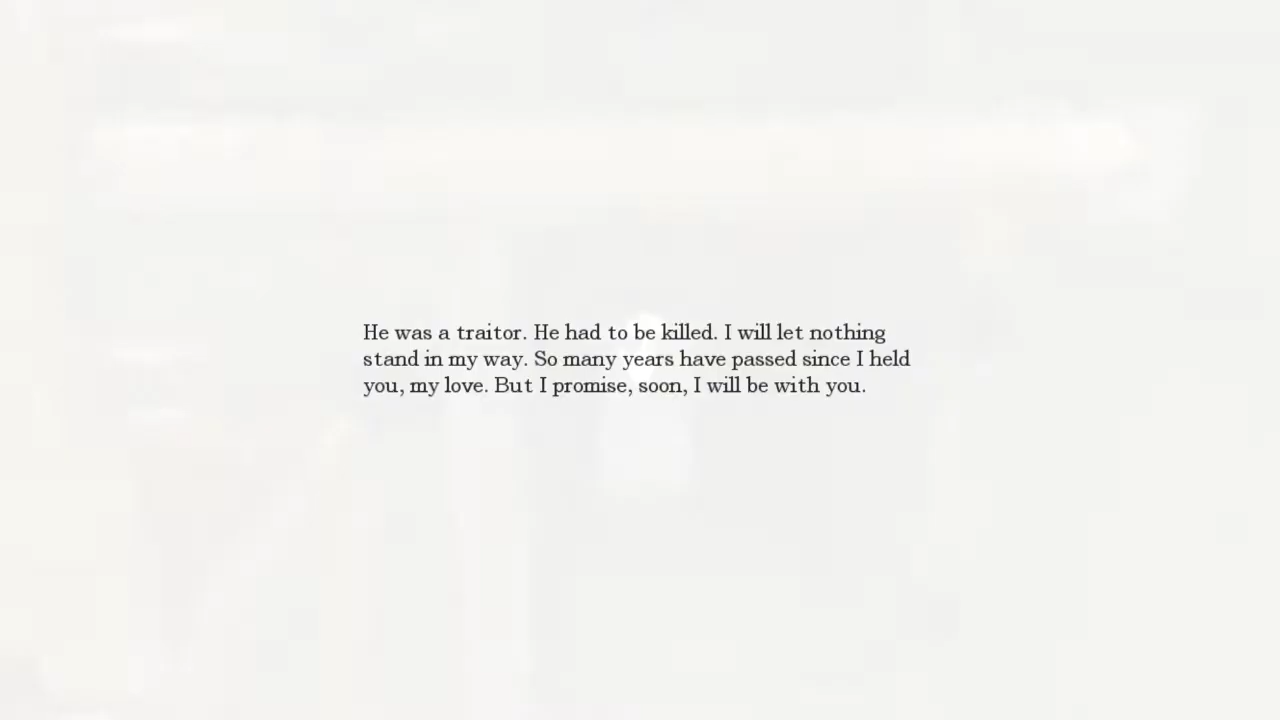 He was a traitor. He had to be killed. I will let nothing
stand in my way. So many years have passed since I held
you, my love. But I promise, soon, I will be with you.